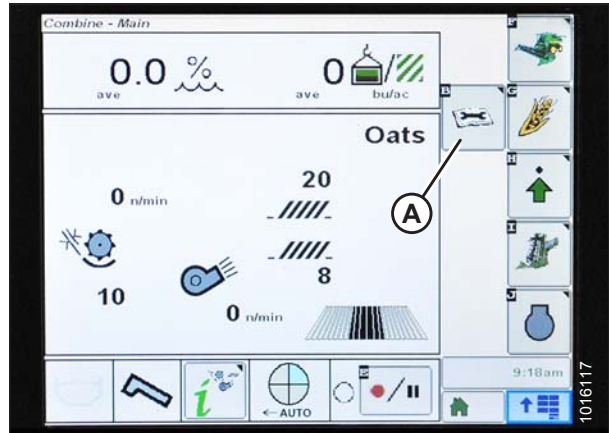 Combine - Main
0.0 %
ave
0
ave
bu/ac
B
F
G
H
I
J
Oats
0 n/min
20
8
10
0 n/min
A
i
← AUTO
E
9:18am
1016117